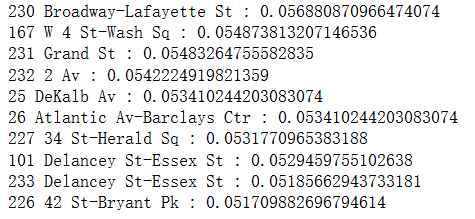 230 Broadway-Lafayette St : 0.056880870966474074
167 W 4 St-Wash Sq : 0.054873813207146536
231 Grand St : 0.05483264755582835
232 2 Av : 0.0542224919821359
25 DeKalb Av : 0.053410244203083074
26 Atlantic Av-Barclays Ctr : 0.053410244203083074
227 34 St-Herald Sq : 0.0531770965383188
101 Delancey St-Essex St : 0.0529459755102638
233 Delancey St-Essex St : 0.05185662943733181
226 42 St-Bryant Pk : 0.051709882696794614